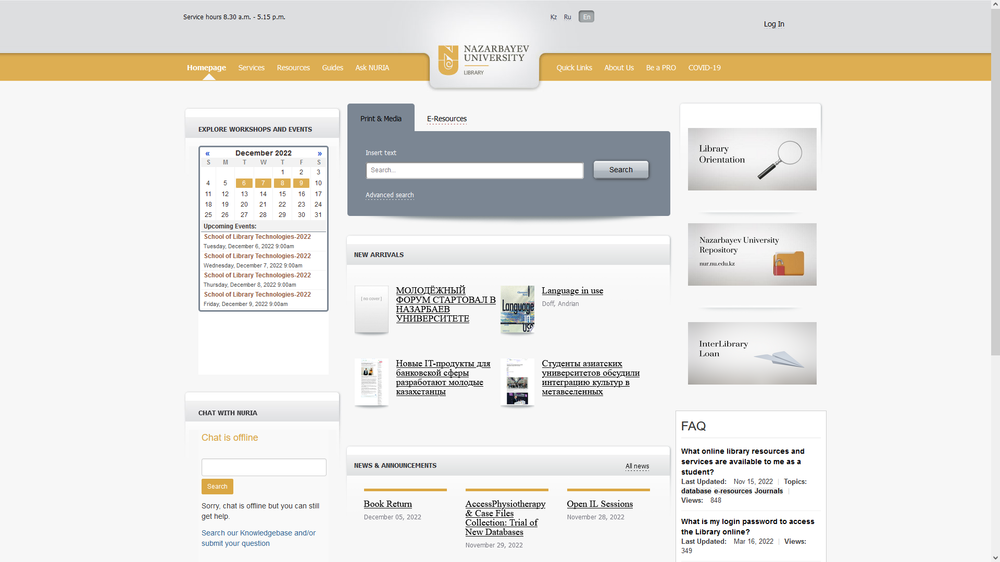 Service hours 8.30 a.m. - 5.15 p.m.
Kz Ru En
Log In
NAZARBAYEV
UNIVERSITY
LIBRARY
Homepage Services Resources Guides Ask NURIA
Quick Links About Us Be a PRO COVID-19
EXPLORE WORKSHOPS AND EVENTS
« December 2022 »
S M T W T F S
1 2 3
4 5 6 7 8 9 10
11 12 13 14 15 16 17
18 19 20 21 22 23 24
25 26 27 28 29 30 31
Upcoming Events:
School of Library Technologies-2022
Tuesday, December 6, 2022 9:00am
School of Library Technologies-2022
Wednesday, December 7, 2022 9:00am
School of Library Technologies-2022
Thursday, December 8, 2022 9:00am
School of Library Technologies-2022
Friday, December 9, 2022 9:00am
CHAT WITH NURIA
Chat is offline
Search
Sorry, chat is offline but you can still
get help.
Search our Knowledgebase and/or
submit your question
Print & Media
E-Resources
Insert text
Search...
Search
Advanced search
NEW ARRIVALS
[ no cover ]
МОЛОДЁЖНЫЙ
ФОРУМ СТАРТОВАЛ В
НАЗАРБАЕВ
УНИВЕРСИТЕТЕ
Classroom
Book
Language
in
use
Language in use
Doff, Andrian
Новые IT-продукты для
банковской сферы
разработают молодые
казахстанцы
Студенты азиатских
университетов обсудили
интеграцию культур в
метавселенных
NEWS & ANNOUNCEMENTS
All news
Book Return
December 05, 2022
AccessPhysiotherapy
& Case Files
Collection: Trial of
New Databases
November 29, 2022
Open IL Sessions
November 28, 2022
Library
Orientation
Nazarbayev University
Repository
nur.nu.edu.kz
InterLibrary
Loan
FAQ
What online library resources and
services are available to me as a
student?
Last Updated: Nov 15, 2022 | Topics:
database e-resources Journals |
Views: 848
What is my login password to access
the Library online?
Last Updated: Mar 16, 2022 | Views:
349